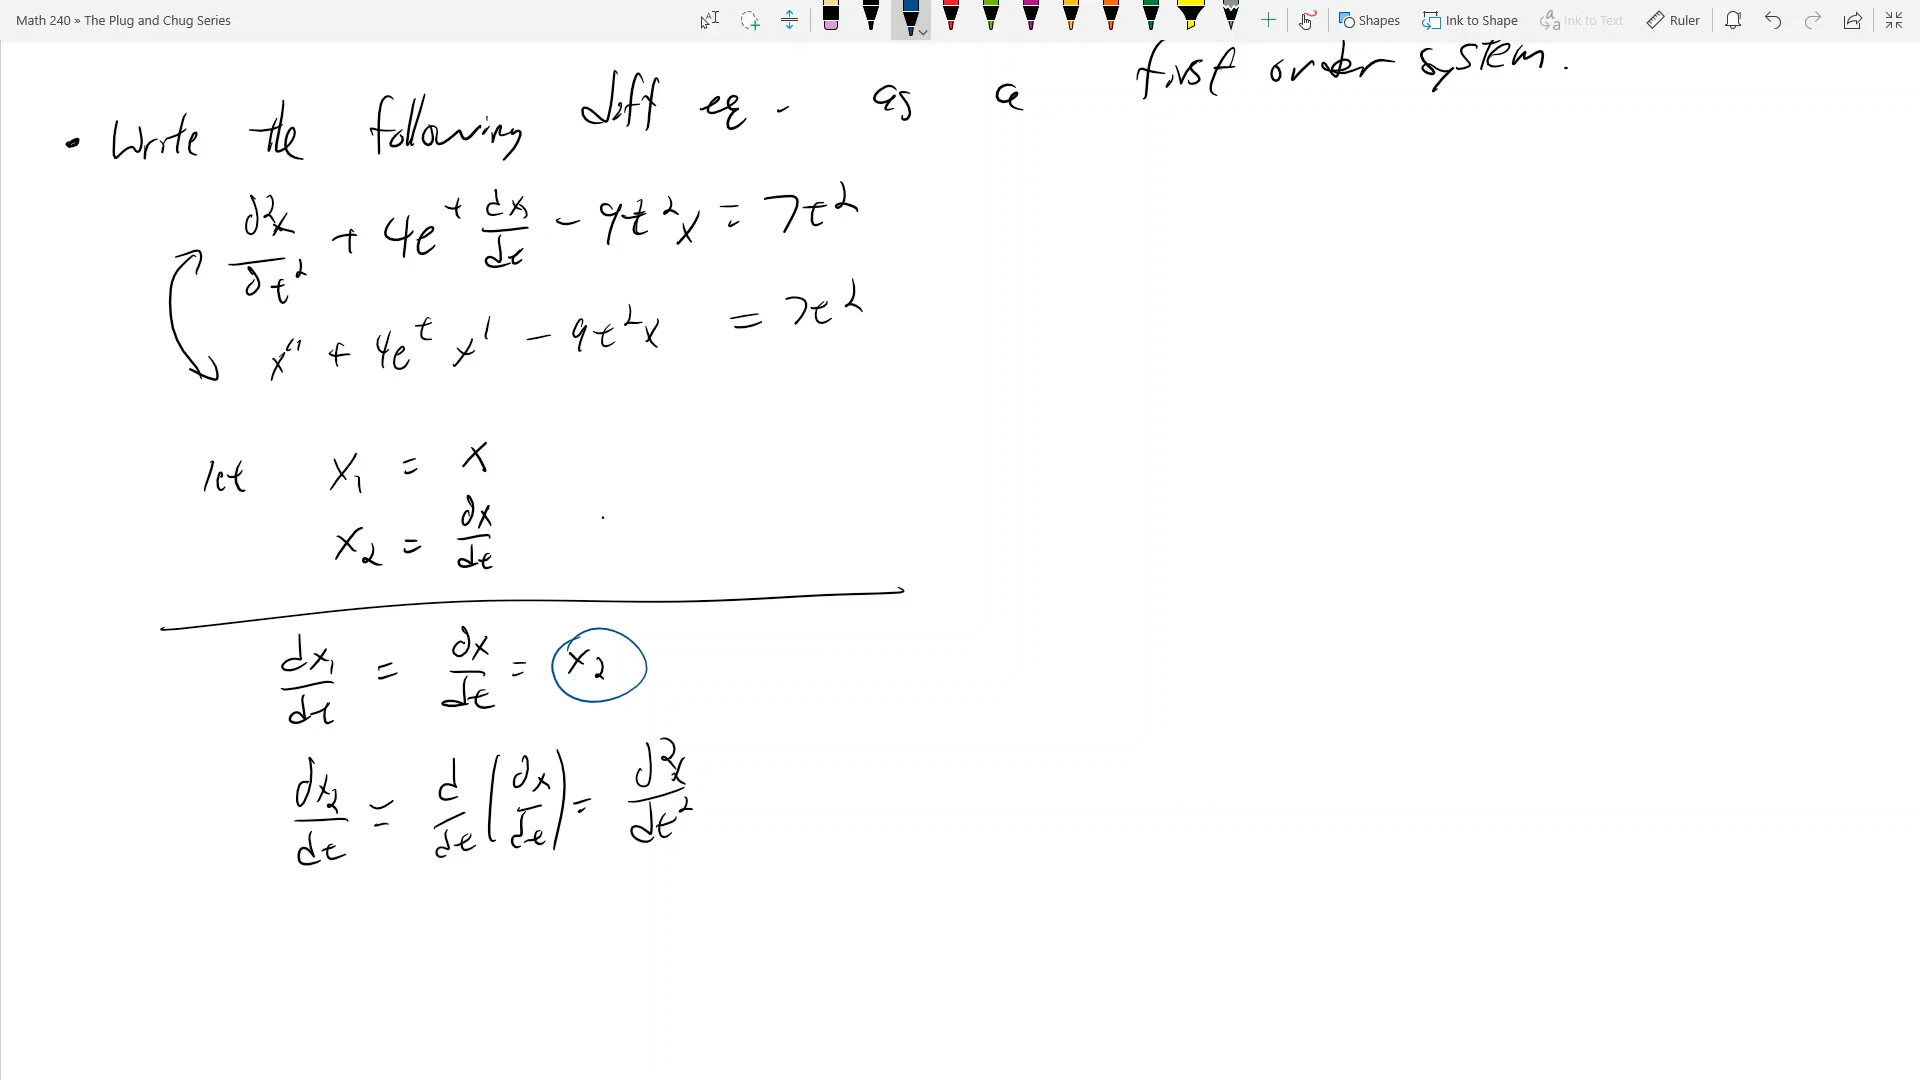 Math 240 » The Plug and Chug Series
Shapes
Ink to Shape
Ink to Text
Ruler
• Write the following diff eq. as a first order system.
d²x/dt² + 4e^t dx/dt - 9t²x = 7t²
x'' + 4e^t x' - 9t²x = 7t²
let x₁ = x
x₂ = dx/dt
dx₁/dt = dx/dt = x₂
dx₂/dt = d/dt (dx/dt) = d²x/dt²